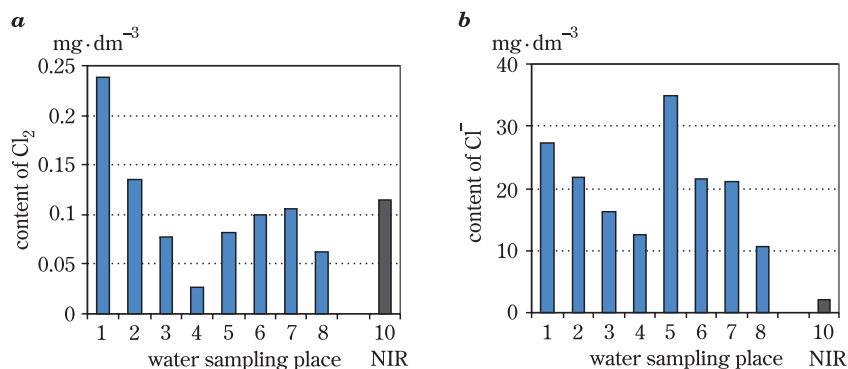 a
mg·dm⁻³
content of Cl₂
0.25
0.2
0.15
0.1
0.05
0
1 2 3 4 5 6 7 8 10
water sampling place NIR
b
mg·dm⁻³
content of Cl⁻
40
30
20
10
0
1 2 3 4 5 6 7 8 10
water sampling place NIR